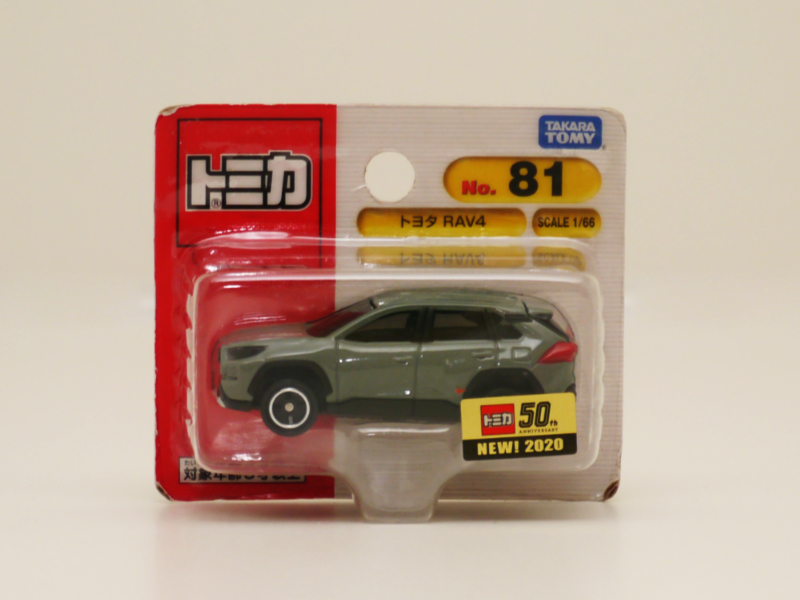 TAKARA
TOMY
トミカ
®
No. 81
トヨタ RAV4
SCALE 1/66
トミカ
50th
ANNIVERSARY
NEW! 2020